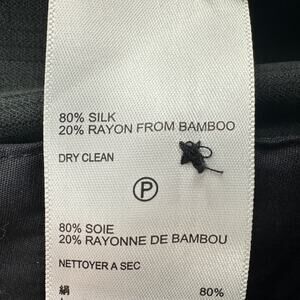 80% SILK
20% RAYON FROM BAMBOO
DRY CLEAN
P
80% SOIE
20% RAYONNE DE BAMBOU
NETTOYER A SEC
絹 80%